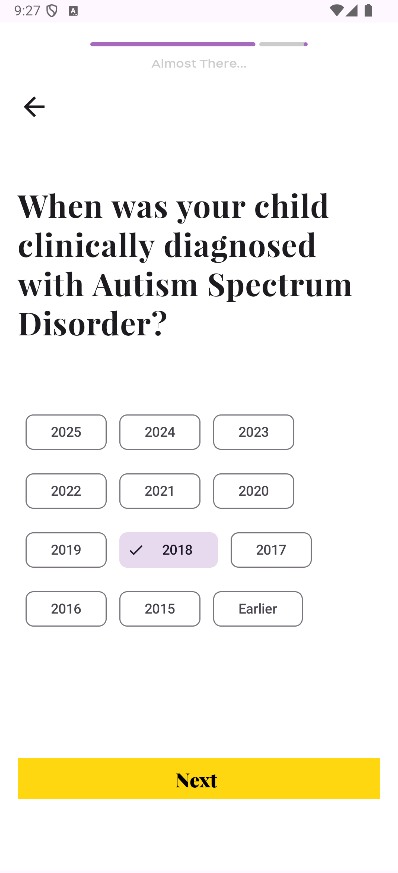 9:27
Almost There...
When was your child
clinically diagnosed
with Autism Spectrum
Disorder?
2025 2024 2023
2022 2021 2020
2019 2018 2017
2016 2015 Earlier
Next